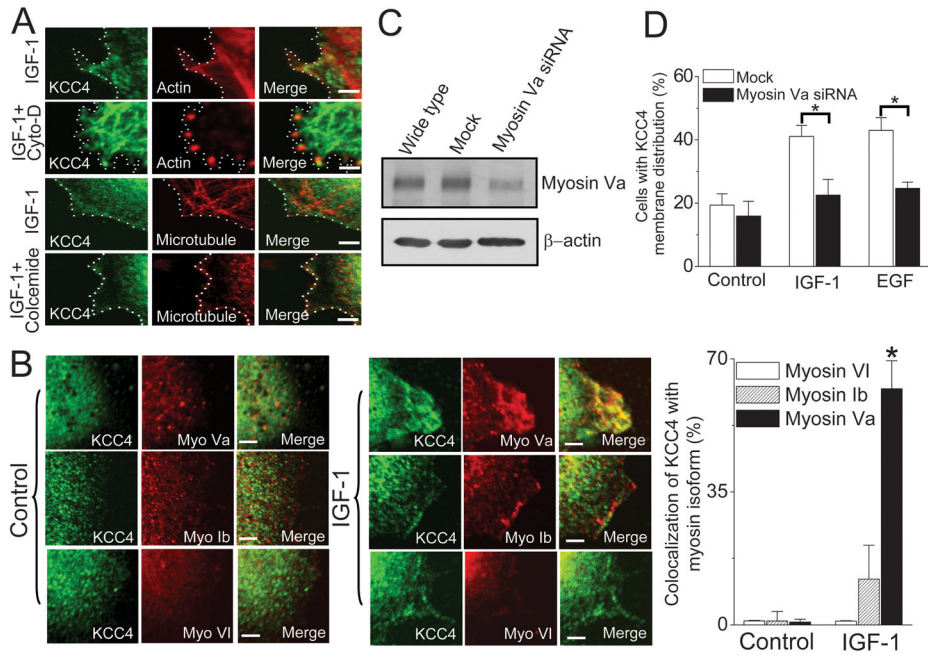 A
IGF-1
KCC4
Actin
Merge
IGF-1+
Cyto-D
KCC4
Actin
Merge
IGF-1
KCC4
Microtubule
Merge
IGF-1+
Colcemide
KCC4
Microtubule
Merge
C
Wide type
Mock
Myosin Va siRNA
Myosin Va
β-actin
D
Cells with KCC4
membrane distribution (%)
60
40
20
0
Mock
Myosin Va siRNA
*
*
Control
IGF-1
EGF
B
Control
KCC4
Myo Va
Merge
KCC4
Myo Ib
Merge
KCC4
Myo VI
Merge
IGF-1
KCC4
Myo Va
Merge
KCC4
Myo Ib
Merge
KCC4
Myo VI
Merge
Colocalization of KCC4 with
myosin isoform (%)
70
35
0
Myosin VI
Myosin Ib
Myosin Va
*
Control
IGF-1